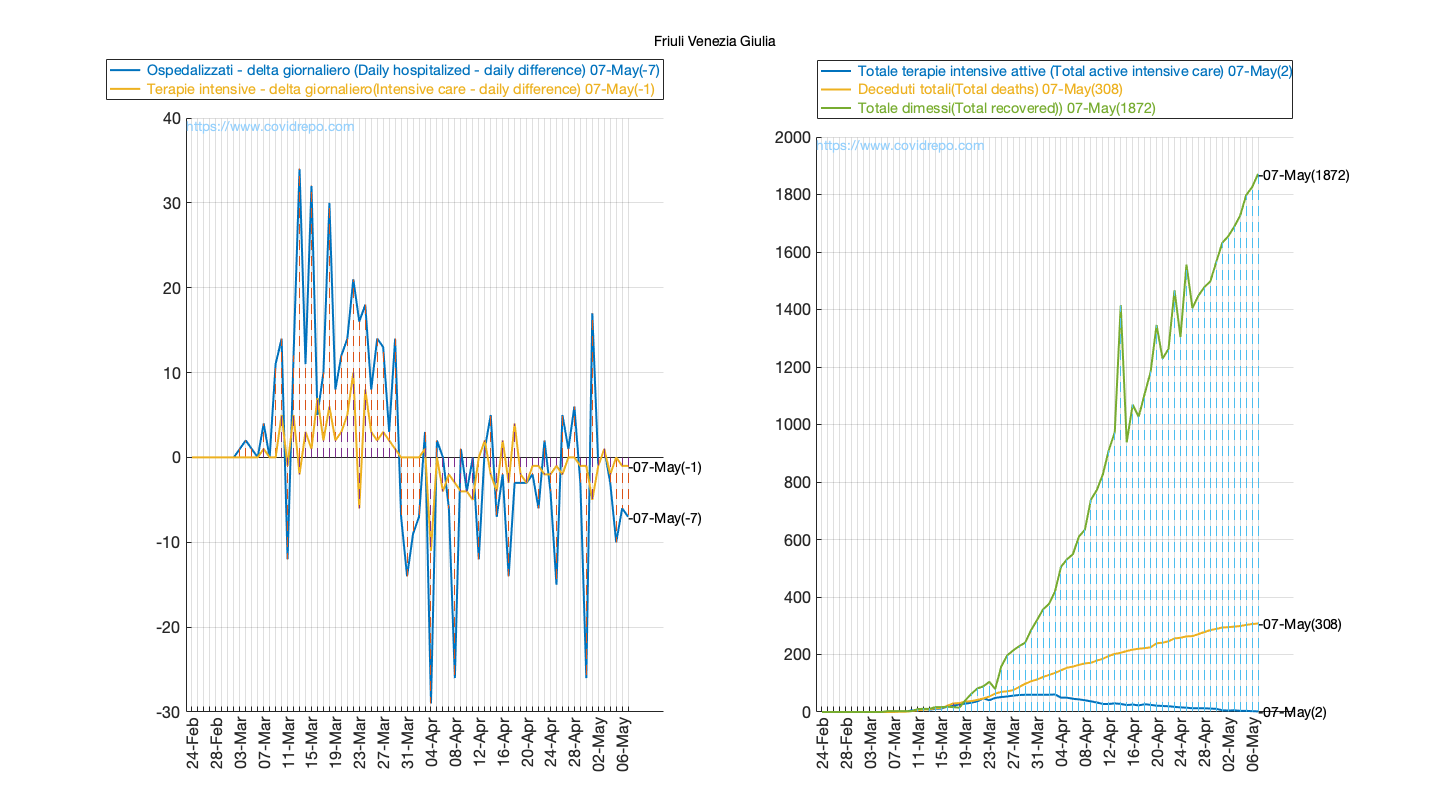 Friuli Venezia Giulia
Ospedalizzati - delta giornaliero (Daily hospitalized - daily difference) 07-May(-7)
Terapie intensive - delta giornaliero(Intensive care - daily difference) 07-May(-1)
https://www.covidrepo.com
40
30
20
10
0
-10
-20
-30
-07-May(-1)
-07-May(-7)
24-Feb
28-Feb
03-Mar
07-Mar
11-Mar
15-Mar
19-Mar
23-Mar
27-Mar
31-Mar
04-Apr
08-Apr
12-Apr
16-Apr
20-Apr
24-Apr
28-Apr
02-May
06-May
Totale terapie intensive attive (Total active intensive care) 07-May(2)
Deceduti totali(Total deaths) 07-May(308)
Totale dimessi(Total recovered)) 07-May(1872)
https://www.covidrepo.com
2000
1800
1600
1400
1200
1000
800
600
400
200
0
-07-May(1872)
-07-May(308)
-07-May(2)
24-Feb
28-Feb
03-Mar
07-Mar
11-Mar
15-Mar
19-Mar
23-Mar
27-Mar
31-Mar
04-Apr
08-Apr
12-Apr
16-Apr
20-Apr
24-Apr
28-Apr
02-May
06-May